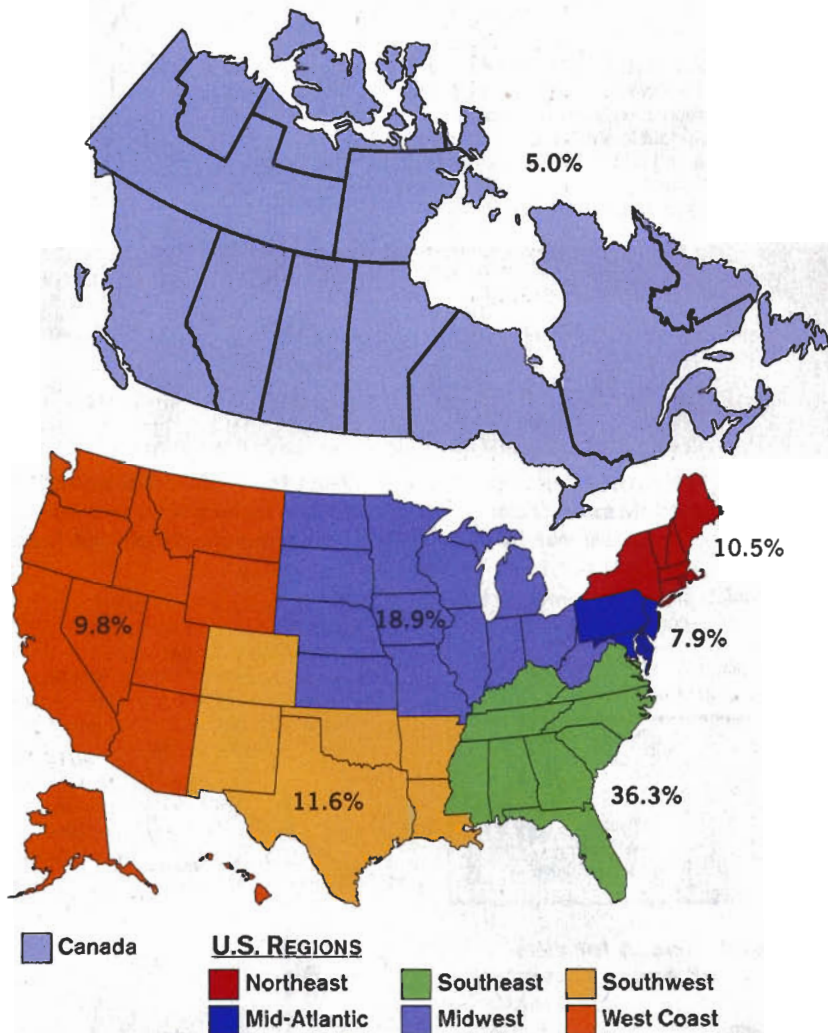 5.0%
10.5%
9.8%
18.9%
7.9%
11.6%
36.3%
Canada
U.S. REGIONS
Northeast
Southeast
Southwest
Mid-Atlantic
Midwest
West Coast